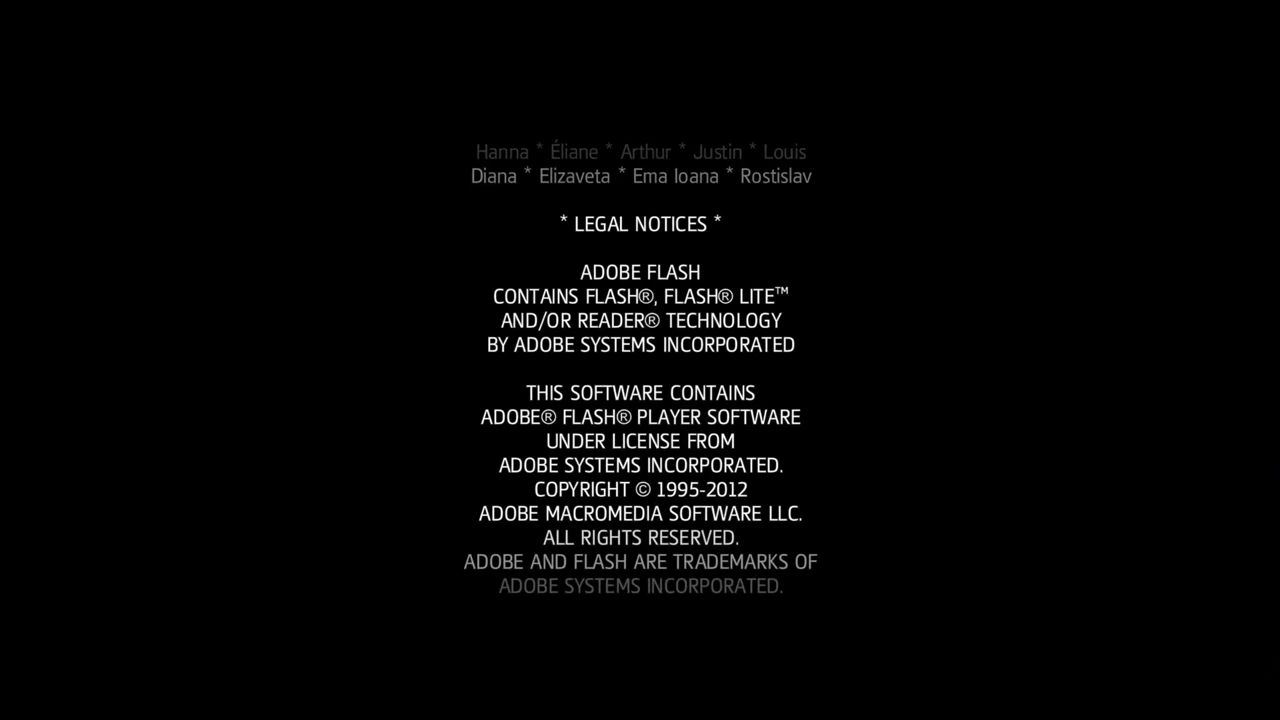 Hanna * Éliane * Arthur * Justin * Louis
Diana * Elizaveta * Ema Ioana * Rostislav
* LEGAL NOTICES *
ADOBE FLASH
CONTAINS FLASH®, FLASH® LITE™
AND/OR READER® TECHNOLOGY
BY ADOBE SYSTEMS INCORPORATED
THIS SOFTWARE CONTAINS
ADOBE® FLASH® PLAYER SOFTWARE
UNDER LICENSE FROM
ADOBE SYSTEMS INCORPORATED.
COPYRIGHT © 1995-2012
ADOBE MACROMEDIA SOFTWARE LLC.
ALL RIGHTS RESERVED.
ADOBE AND FLASH ARE TRADEMARKS OF
ADOBE SYSTEMS INCORPORATED.